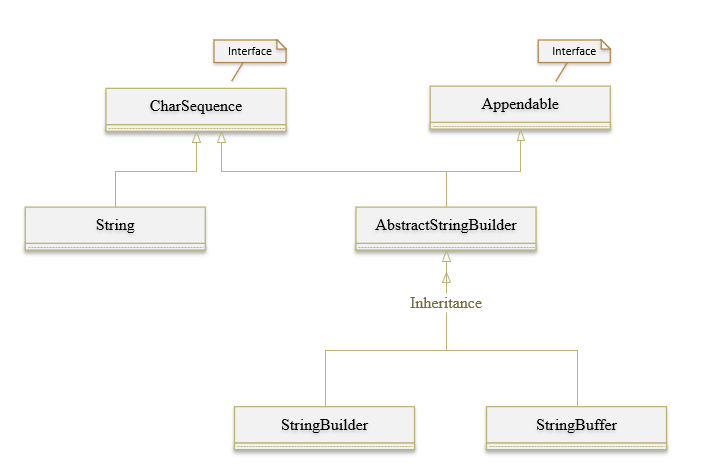 Interface
Interface
CharSequence
Appendable
String
AbstractStringBuilder
Inheritance
StringBuilder
StringBuffer